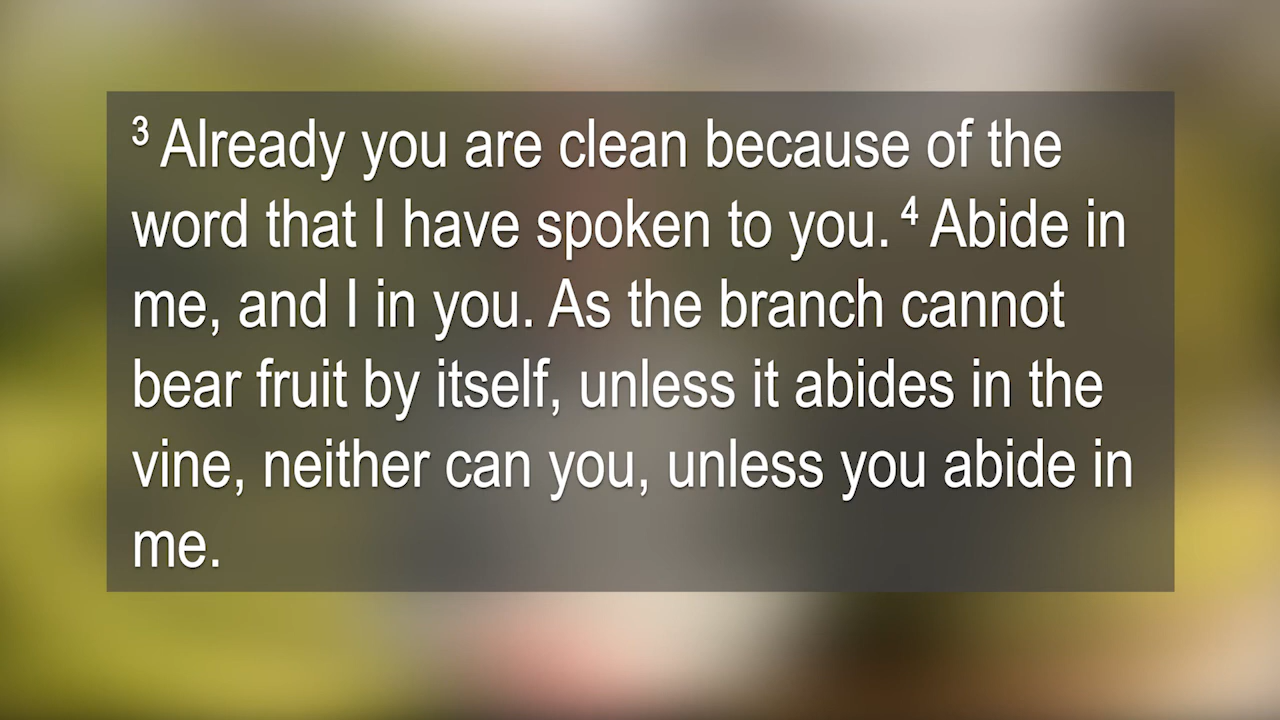 ³ Already you are clean because of the
word that I have spoken to you. ⁴ Abide in
me, and I in you. As the branch cannot
bear fruit by itself, unless it abides in the
vine, neither can you, unless you abide in
me.